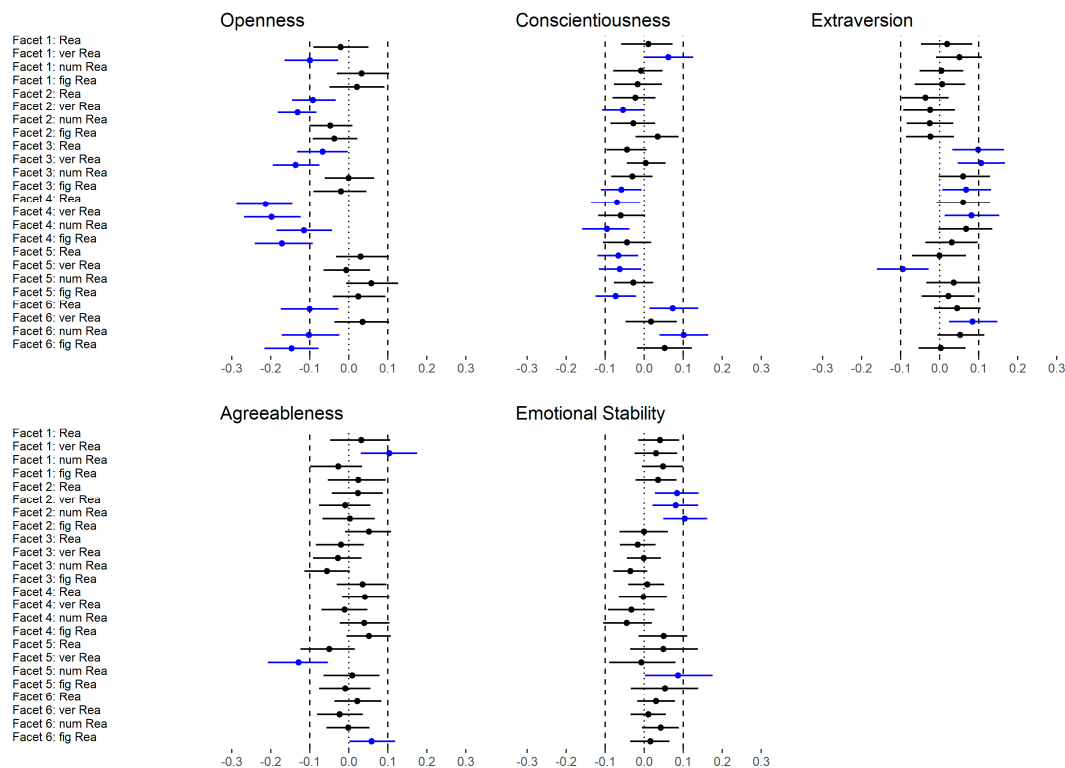 Openness Conscientiousness Extraversion
Facet 1: Rea
Facet 1: ver Rea
Facet 1: num Rea
Facet 1: fig Rea
Facet 2: Rea
Facet 2: ver Rea
Facet 2: num Rea
Facet 2: fig Rea
Facet 3: Rea
Facet 3: ver Rea
Facet 3: num Rea
Facet 3: fig Rea
Facet 4: Rea
Facet 4: ver Rea
Facet 4: num Rea
Facet 4: fig Rea
Facet 5: Rea
Facet 5: ver Rea
Facet 5: num Rea
Facet 5: fig Rea
Facet 6: Rea
Facet 6: ver Rea
Facet 6: num Rea
Facet 6: fig Rea
-0.3 -0.2 -0.1 0.0 0.1 0.2 0.3 -0.3 -0.2 -0.1 0.0 0.1 0.2 0.3 -0.3 -0.2 -0.1 0.0 0.1 0.2 0.3
Agreeableness Emotional Stability
Facet 1: Rea
Facet 1: ver Rea
Facet 1: num Rea
Facet 1: fig Rea
Facet 2: Rea
Facet 2: ver Rea
Facet 2: num Rea
Facet 2: fig Rea
Facet 3: Rea
Facet 3: ver Rea
Facet 3: num Rea
Facet 3: fig Rea
Facet 4: Rea
Facet 4: ver Rea
Facet 4: num Rea
Facet 4: fig Rea
Facet 5: Rea
Facet 5: ver Rea
Facet 5: num Rea
Facet 5: fig Rea
Facet 6: Rea
Facet 6: ver Rea
Facet 6: num Rea
Facet 6: fig Rea
-0.3 -0.2 -0.1 0.0 0.1 0.2 0.3 -0.3 -0.2 -0.1 0.0 0.1 0.2 0.3